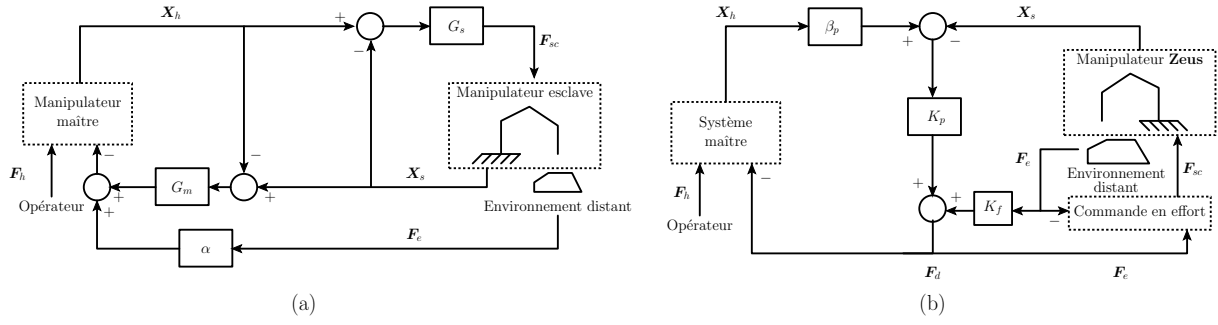 X_h
+
−
G_s
F_sc
Manipulateur
maître
Manipulateur esclave
F_h
−
−
+
G_m
+
+
X_s
Opérateur
Environnement distant
α
F_e
(a)
X_h
β_p
+
−
X_s
Manipulateur Zeus
K_p
Système
maître
F_e
F_sc
Environnement
distant
F_h
−
+
+
K_f
−
Commande en effort
Opérateur
F_d
F_e
(b)